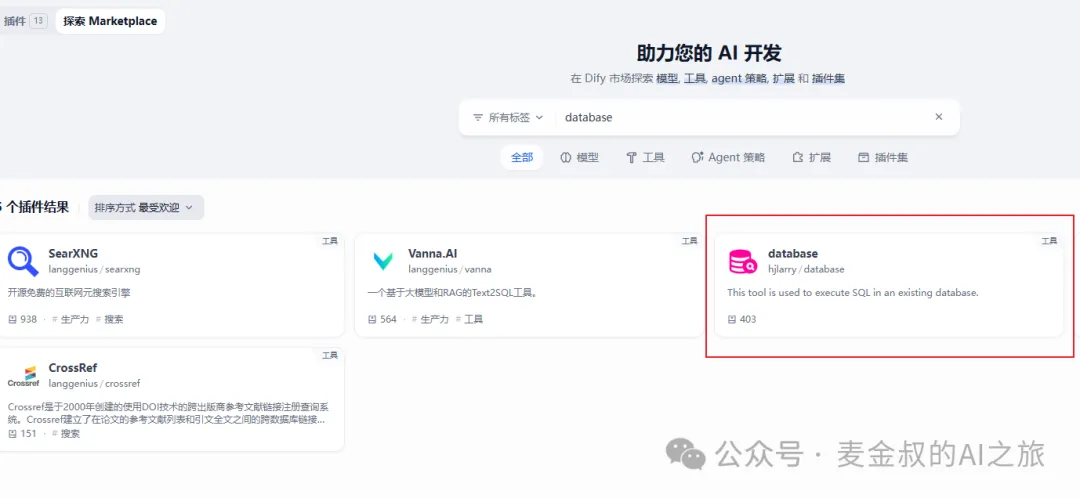 插件 13 探索 Marketplace
助力您的 AI 开发
在 Dify 市场探索 模型, 工具, agent 策略, 扩展 和 插件集
所有标签 database ×
全部 模型 工具 Agent 策略 扩展 插件集
个插件结果 排序方式 最受欢迎
工具
SearXNG
langgenius / searxng
开源免费的互联网元搜索引擎
938 · # 生产力 # 搜索
工具
Vanna.AI
langgenius / vanna
一个基于大模型和RAG的Text2SQL工具。
564 · # 生产力 # 工具
工具
database
hjlarry / database
This tool is used to execute SQL in an existing database.
403
工具
CrossRef
Crossref
langgenius / crossref
Crossref是于2000年创建的使用DOI技术的跨出版商参考文献链接注册查询系
统。Crossref建立了在论文的参考文献列表和引文全文之间的跨数据库链接...
151 · # 搜索
公众号 · 麦金叔的AI之旅